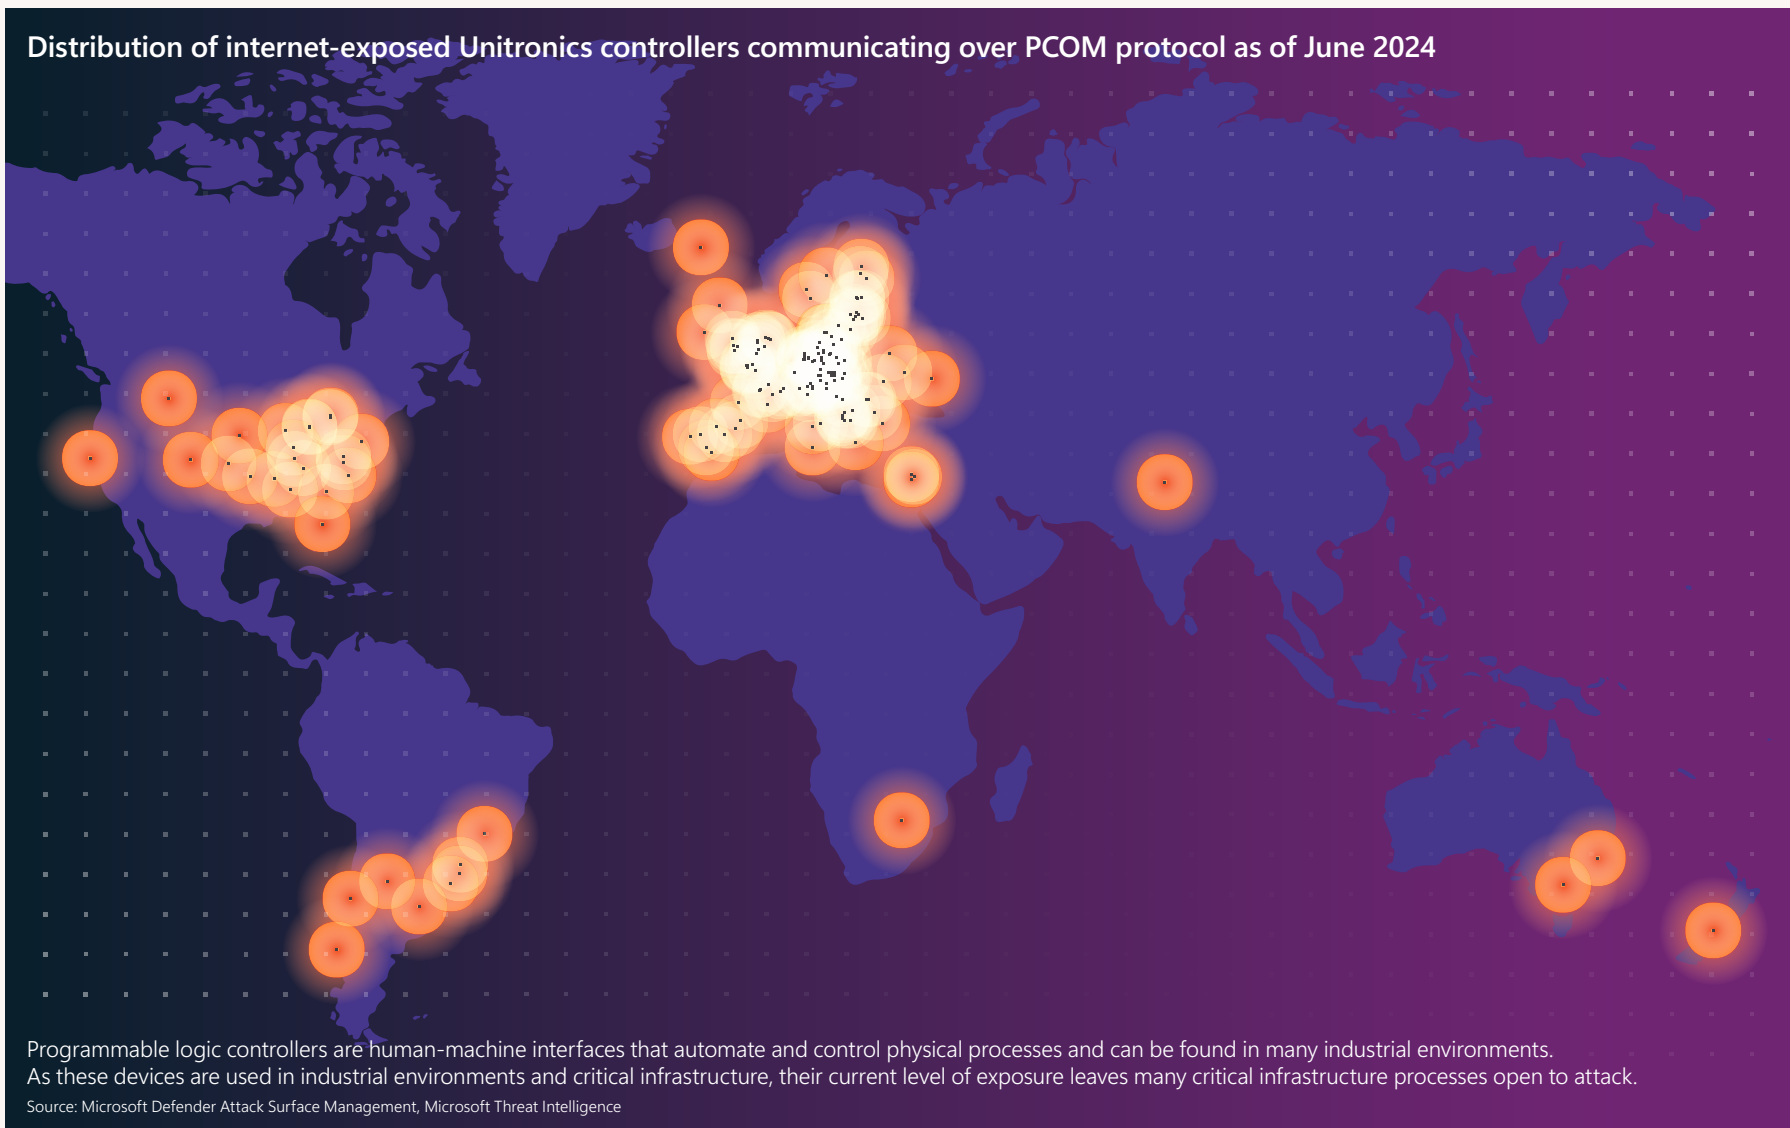 Distribution of internet-exposed Unitronics controllers communicating over PCOM protocol as of June 2024
Programmable logic controllers are human-machine interfaces that automate and control physical processes and can be found in many industrial environments.
As these devices are used in industrial environments and critical infrastructure, their current level of exposure leaves many critical infrastructure processes open to attack.
Source: Microsoft Defender Attack Surface Management, Microsoft Threat Intelligence